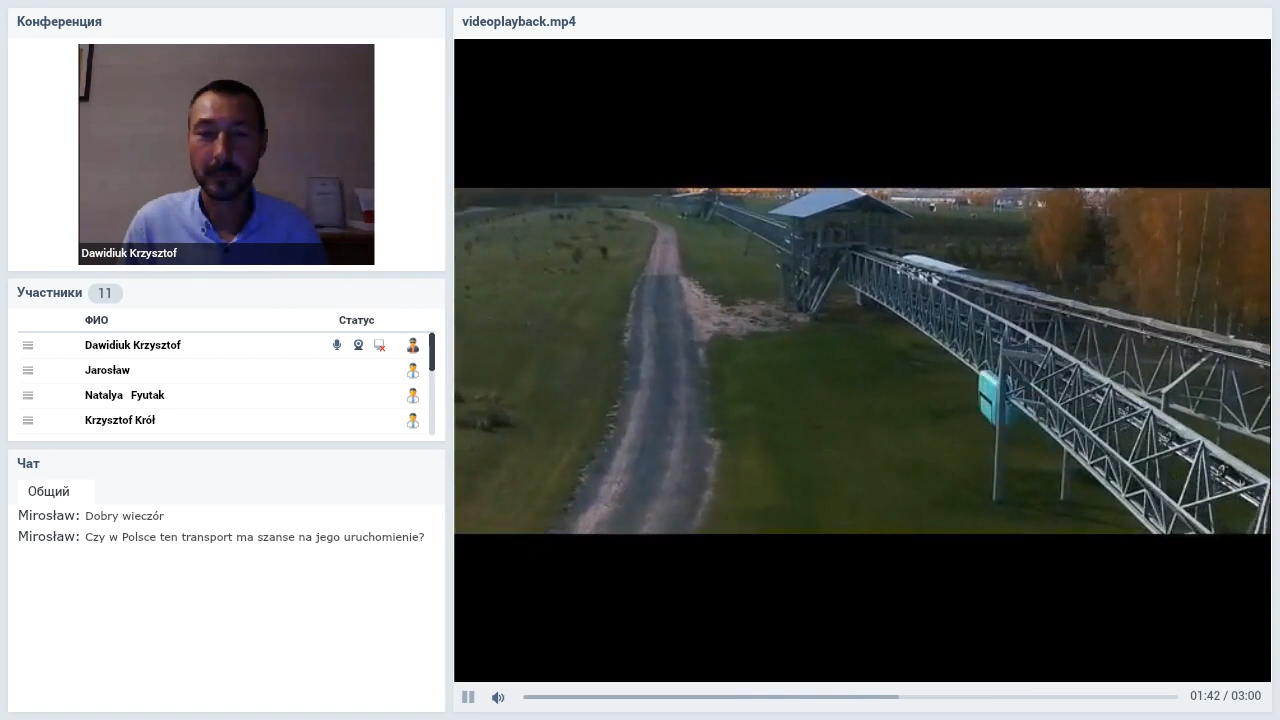 Конференция
Dawidiuk Krzysztof
Участники 11
ФИО Статус
Dawidiuk Krzysztof
Jarosław
Natalya Fyutak
Krzysztof Król
Чат
Общий
Mirosław: Dobry wieczór
Mirosław: Czy w Polsce ten transport ma szanse na jego uruchomienie?
videoplayback.mp4
01:42 / 03:00